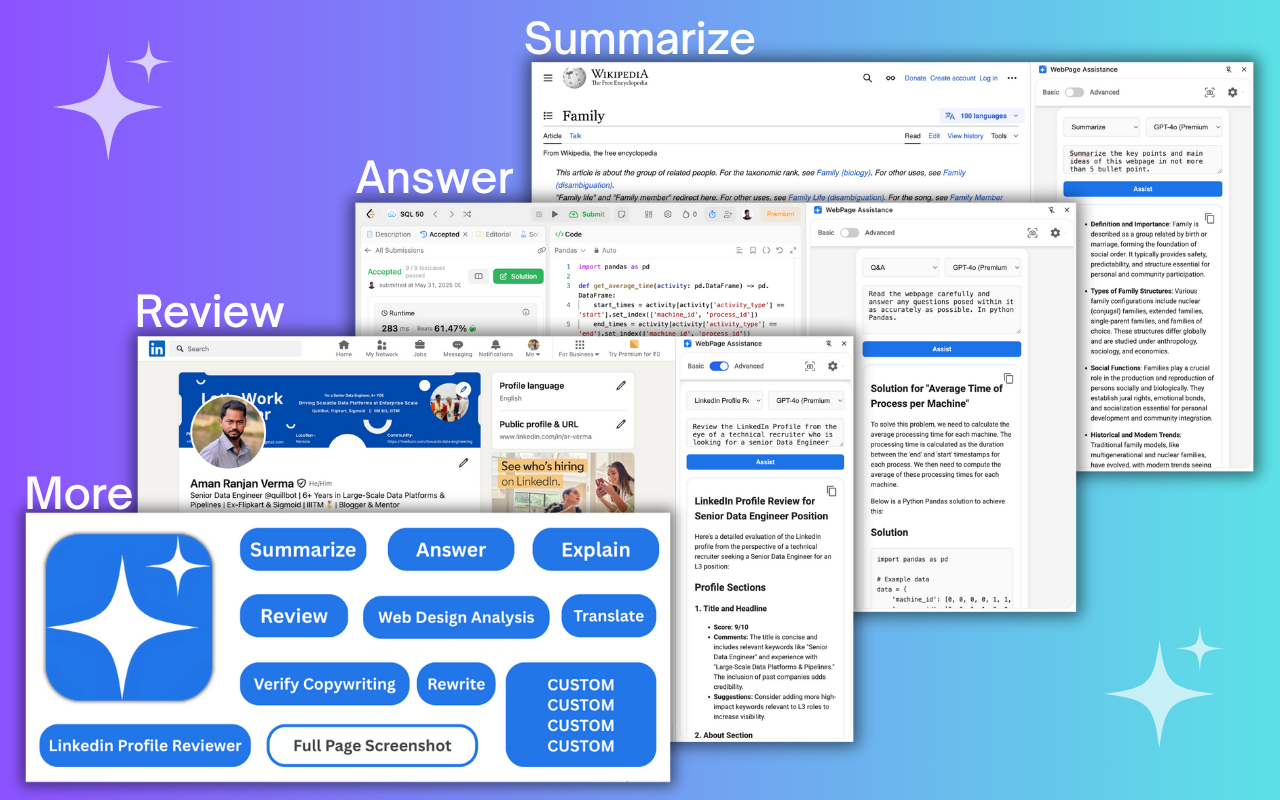 Summarize
WIKIPEDIA
The Free Encyclopedia
Donate Create account Log in
Family
190 languages
Article Talk
Read Edit View history Tools
From Wikipedia, the free encyclopedia
This article is about the group of related people. For the taxonomic rank, see Family (biology). For other uses, see Family
(disambiguation).
"Family life" and "Family member" redirect here. For other uses, see Family Life (disambiguation). For the song, see Family Member
WebPage Assistance
Basic Advanced
Summarize GPT-4o (Premium
Summarize the key points and main
ideas of this webpage in not more
than 5 bullet point.
Assist
• Definition and Importance: Family is
described as a group related by birth or
marriage, forming the foundation of
social order. It typically provides safety,
predictability, and structure essential for
personal and community participation.
• Types of Family Structures: Various
family configurations include nuclear
(conjugal) families, extended families,
single-parent families, and families of
choice. These structures differ globally
and are studied under anthropology,
sociology, and economics.
• Social Functions: Families play a crucial
role in the production and reproduction of
persons socially and biologically. They
establish jural rights, emotional bonds,
and socialization essential for personal
development and community integration.
• Historical and Modern Trends:
Traditional family models, like
multigenerational and nuclear families,
have evolved, with modern trends seeing
Answer
SQL 50
Submit
0
Premium
Description Accepted Editorial
All Submissions
Accepted 9 / 9 testcases
passed
submitted at May 31, 2025
Solution
Runtime
283 ms Beats 61.47%
Code
Pandas Auto
1 import pandas as pd
2
3 def get_average_time(activity: pd.DataFrame) -> pd.
DataFrame:
4 start_times = activity[activity['activity_type'] ==
'start'].set_index(['machine_id', 'process_id'])
5 end_times = activity[activity['activity_type'] ==
'end'].set_index(['machine_id', 'process_id'])
WebPage Assistance
Basic Advanced
Q&A GPT-4o (Premium
Read the webpage carefully and
answer any questions posed within it
as accurately as possible. In python
Pandas.
Assist
Solution for "Average Time of
Process per Machine"
To solve this problem, we need to calculate the
average processing time for each machine. The
processing time is calculated as the duration
between the 'end' and 'start' timestamps for
each process. We then need to compute the
average of these processing times for each
machine.
Below is a Python Pandas solution to achieve
this:
Solution
import pandas as pd
# Example data
data = {
'machine_id': [0, 0, 0, 0, 1, 1,
Review
in
Search
Home My Network Jobs Messaging Notifications Me For Business Try Premium for ₹0
I'm a Senior Data Engineer, 6+ YOE
Driving Scalable Data Platforms at Enterprise Scale
Location:-
Community:
Aman Ranjan Verma He/Him
Senior Data Engineer @quillbot | 6+ Years in Large-Scale Data Platforms &
Pipelines | Ex-Flipkart & Sigmoid | IIITM | Blogger & Mentor
Profile language
English
Public profile & URL
www.linkedin.com/in/ar-verma
See who's hiring
on LinkedIn.
WebPage Assistance
Basic Advanced
LinkedIn Profile GPT-4o (Premium
Review the LinkedIn Profile from the
eye of a technical recruiter who is
looking for a senior Data Engineer
Assist
LinkedIn Profile Review for
Senior Data Engineer Position
Here's a detailed evaluation of the LinkedIn
profile from the perspective of a technical
recruiter seeking a Senior Data Engineer for an
L3 position:
Profile Sections
1. Title and Headline
• Score: 9/10
• Comments: The title is concise and
includes relevant keywords like "Senior
Data Engineer" and experience with
"Large-Scale Data Platforms & Pipelines."
The inclusion of past companies adds
credibility.
• Suggestions: Consider adding more high-
impact keywords relevant to L3 roles to
increase visibility.
2. About Section
More
Summarize
Answer
Explain
Review
Web Design Analysis
Translate
Verify Copywriting
Rewrite
CUSTOM
CUSTOM
CUSTOM
CUSTOM
Linkedin Profile Reviewer
Full Page Screenshot